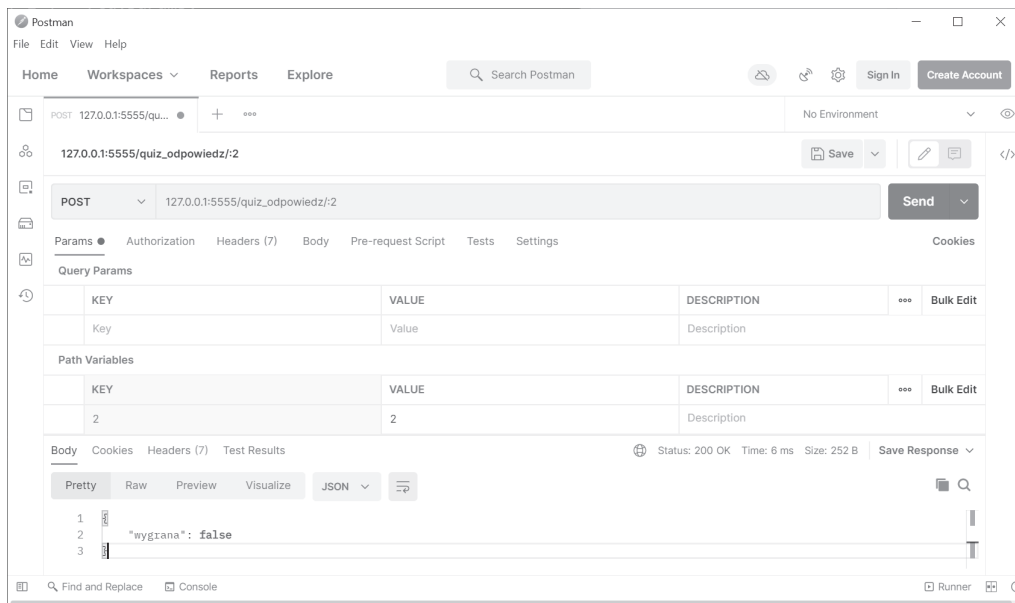 Postman
File Edit View Help
Home Workspaces Reports Explore Search Postman Sign In Create Account
POST 127.0.0.1:5555/qu... No Environment
127.0.0.1:5555/quiz_odpowiedz/:2 Save
POST 127.0.0.1:5555/quiz_odpowiedz/:2 Send
Params Authorization Headers (7) Body Pre-request Script Tests Settings Cookies
Query Params
KEY VALUE DESCRIPTION Bulk Edit
Key Value Description
Path Variables
KEY VALUE DESCRIPTION Bulk Edit
2 2 Description
Body Cookies Headers (7) Test Results Status: 200 OK Time: 6 ms Size: 252 B Save Response
Pretty Raw Preview Visualize JSON
1 {
2 "wygrana": false
3 }
Find and Replace Console Runner